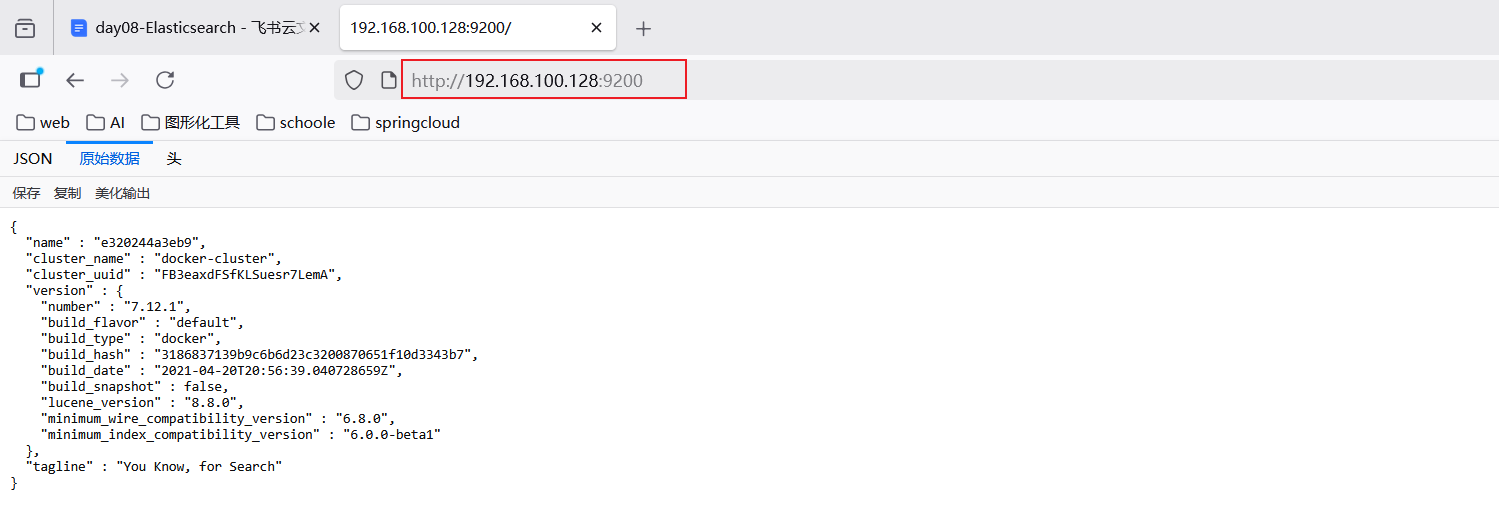 day08-Elasticsearch - 飞书云 192.168.100.128:9200/
http://192.168.100.128:9200
web AI 图形化工具 schoole springcloud
JSON 原始数据 头
保存 复制 美化输出
{
"name" : "e320244a3eb9",
"cluster_name" : "docker-cluster",
"cluster_uuid" : "FB3eaxdFSfKLSuesr7LemA",
"version" : {
"number" : "7.12.1",
"build_flavor" : "default",
"build_type" : "docker",
"build_hash" : "3186837139b9c6b6d23c3200870651f10d3343b7",
"build_date" : "2021-04-20T20:56:39.040728659Z",
"build_snapshot" : false,
"lucene_version" : "8.8.0",
"minimum_wire_compatibility_version" : "6.8.0",
"minimum_index_compatibility_version" : "6.0.0-beta1"
},
"tagline" : "You Know, for Search"
}